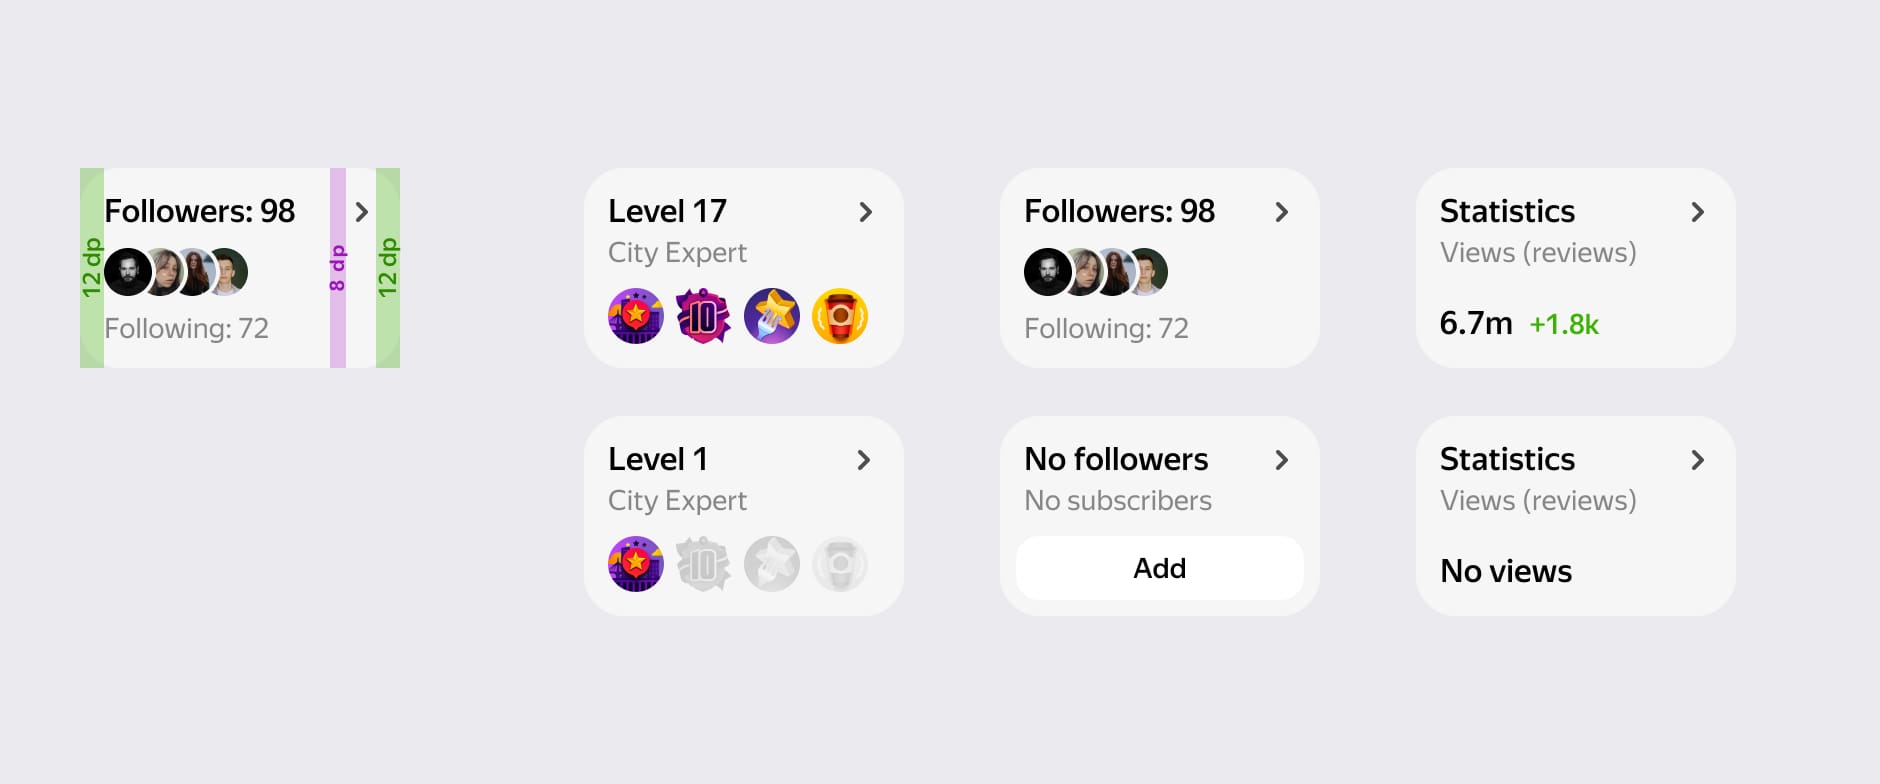 Followers: 98
12 dp
8 dp
12 dp
Following: 72
Level 17
City Expert
10
Followers: 98
Following: 72
Statistics
Views (reviews)
6.7m +1.8k
Level 1
City Expert
10
No followers
No subscribers
Add
Statistics
Views (reviews)
No views